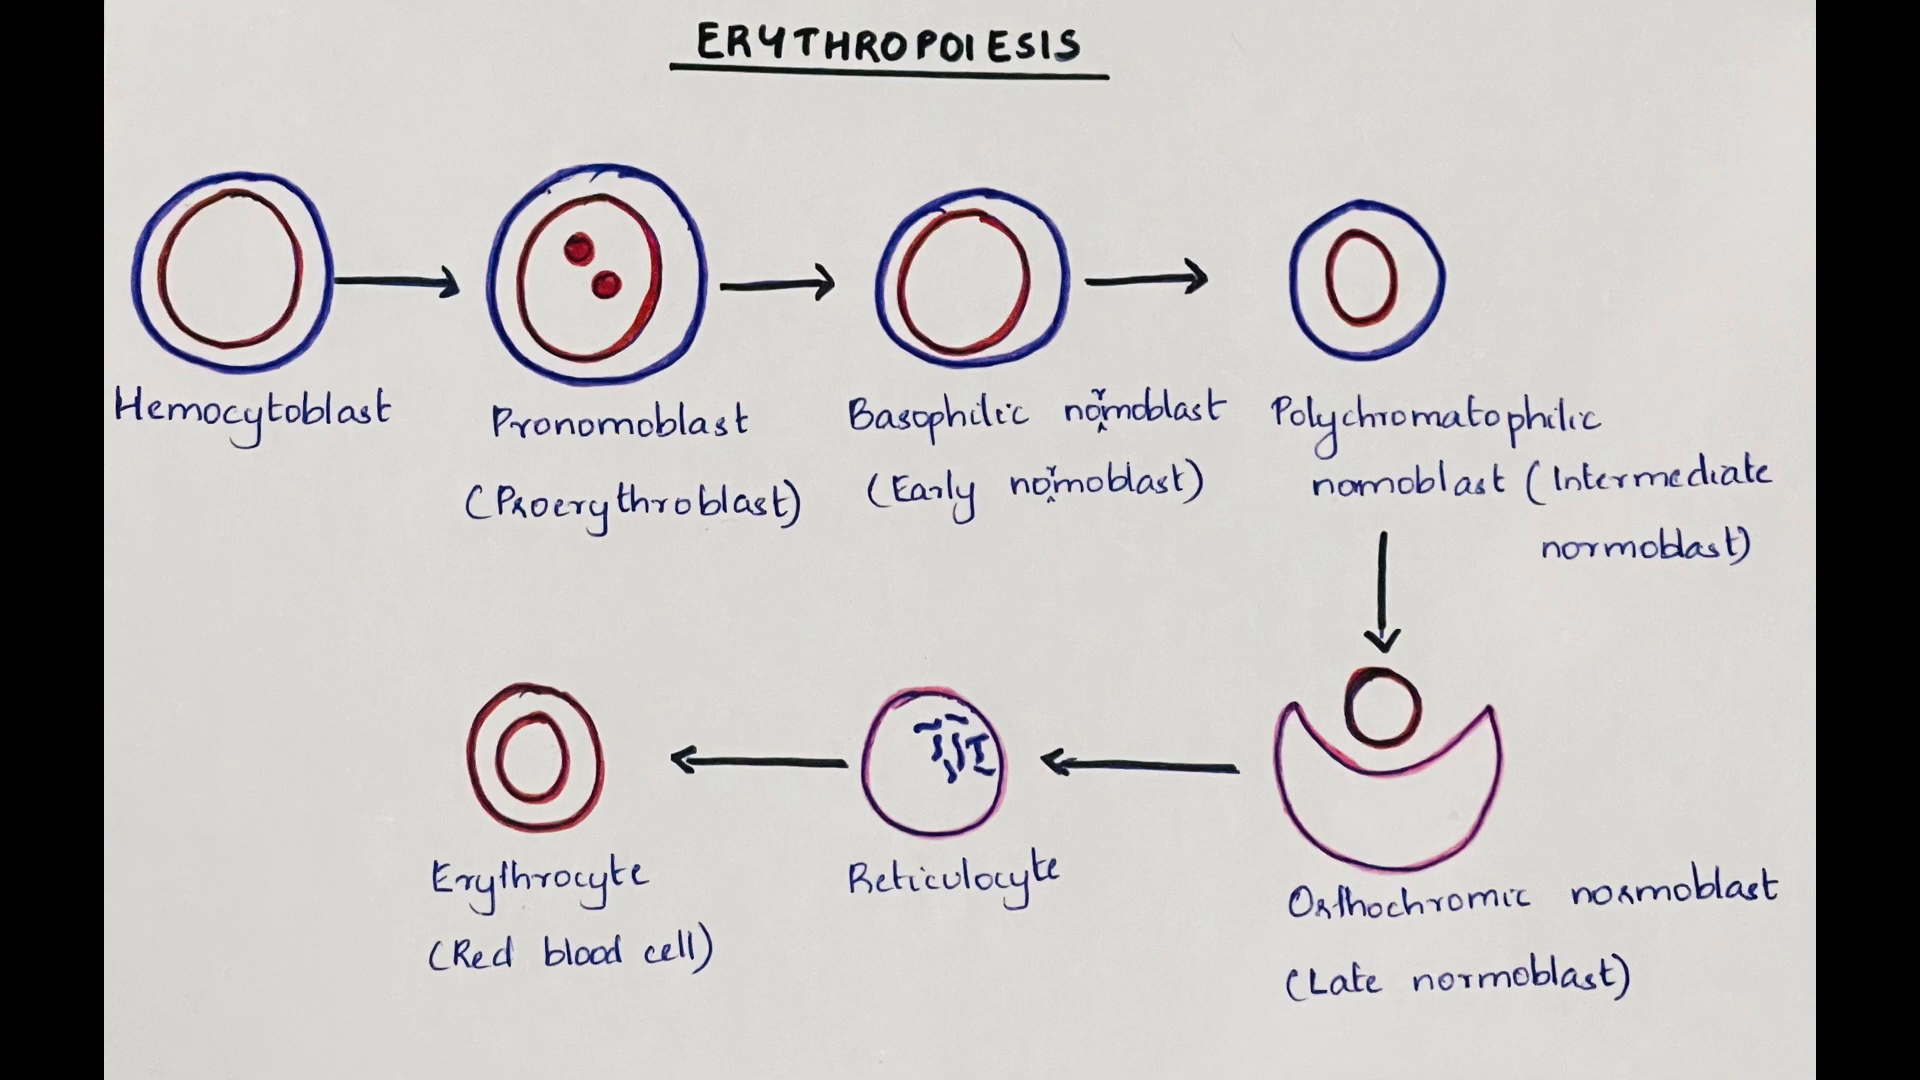 ERYTHROPOIESIS
Hemocytoblast
Pronomoblast
(Proerythroblast)
Basophilic normoblast
(Early normoblast)
Polychromatophilic
nomoblast (Intermediate
normoblast)
Erythrocyte
(Red blood cell)
Reticulocyte
Orthochromic normoblast
(Late normoblast)